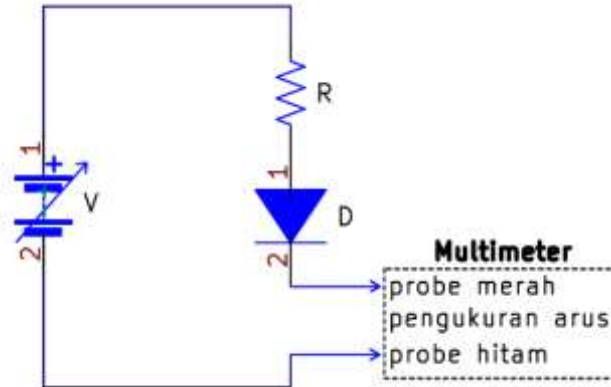 R
1
+
1
V
D
2
2
Multimeter
probe merah
pengukuran arus
probe hitam